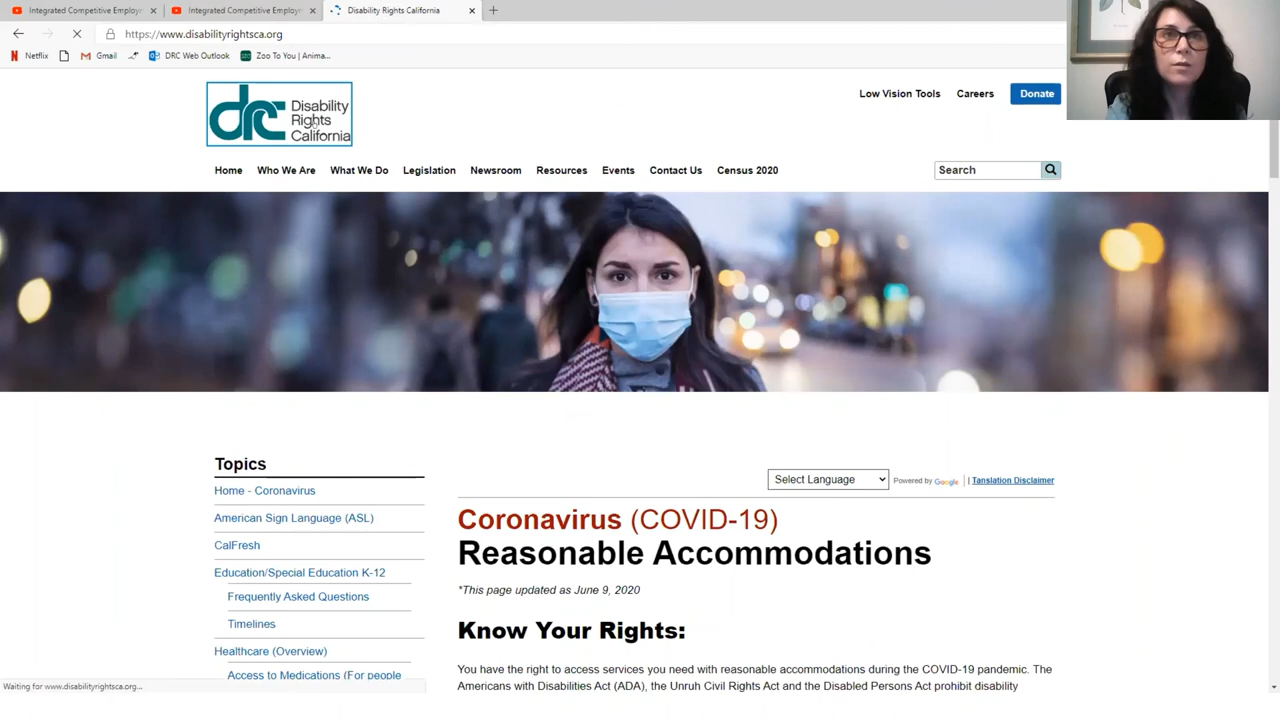 Integrated Competitive Employm
Integrated Competitive Employm
Disability Rights California
https://www.disabilityrightsca.org
Netflix
Gmail
DRC Web Outlook
Zoo To You | Anima...
drc Disability Rights California
Low Vision Tools
Careers
Donate
Home
Who We Are
What We Do
Legislation
Newsroom
Resources
Events
Contact Us
Census 2020
Search
Topics
Home - Coronavirus
American Sign Language (ASL)
CalFresh
Education/Special Education K-12
Frequently Asked Questions
Timelines
Healthcare (Overview)
Access to Medications (For people
Select Language
Powered by Google | Tanslation Disclaimer
Coronavirus (COVID-19)
Reasonable Accommodations
*This page updated as June 9, 2020
Know Your Rights:
You have the right to access services you need with reasonable accommodations during the COVID-19 pandemic. The
Americans with Disabilities Act (ADA), the Unruh Civil Rights Act and the Disabled Persons Act prohibit disability
Waiting for www.disabilityrightsca.org...